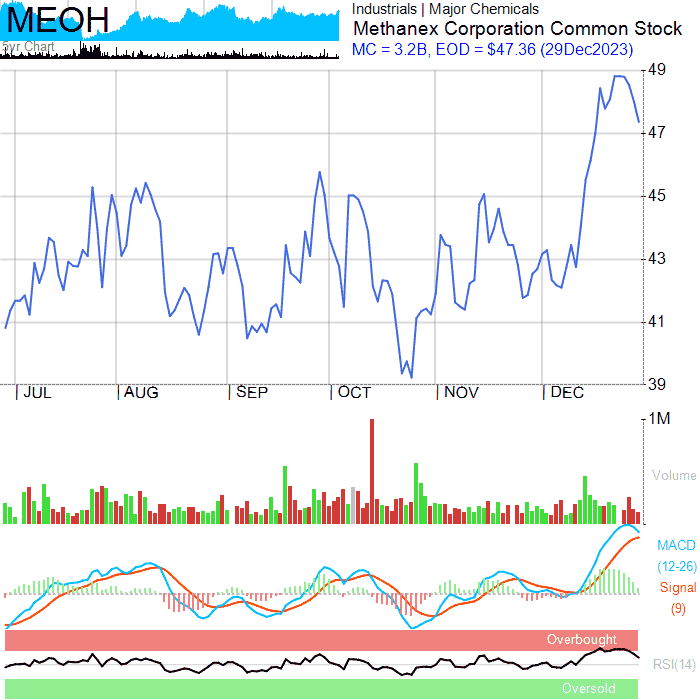 MEOH
5yr Chart
Industrials | Major Chemicals
Methanex Corporation Common Stock
MC = 3.2B, EOD = $47.36 (29Dec2023)
49
47
45
43
41
39
JUL
AUG
SEP
OCT
NOV
DEC
1M
Volume
MACD
(12-26)
Signal
(9)
Overbought
RSI(14)
Oversold